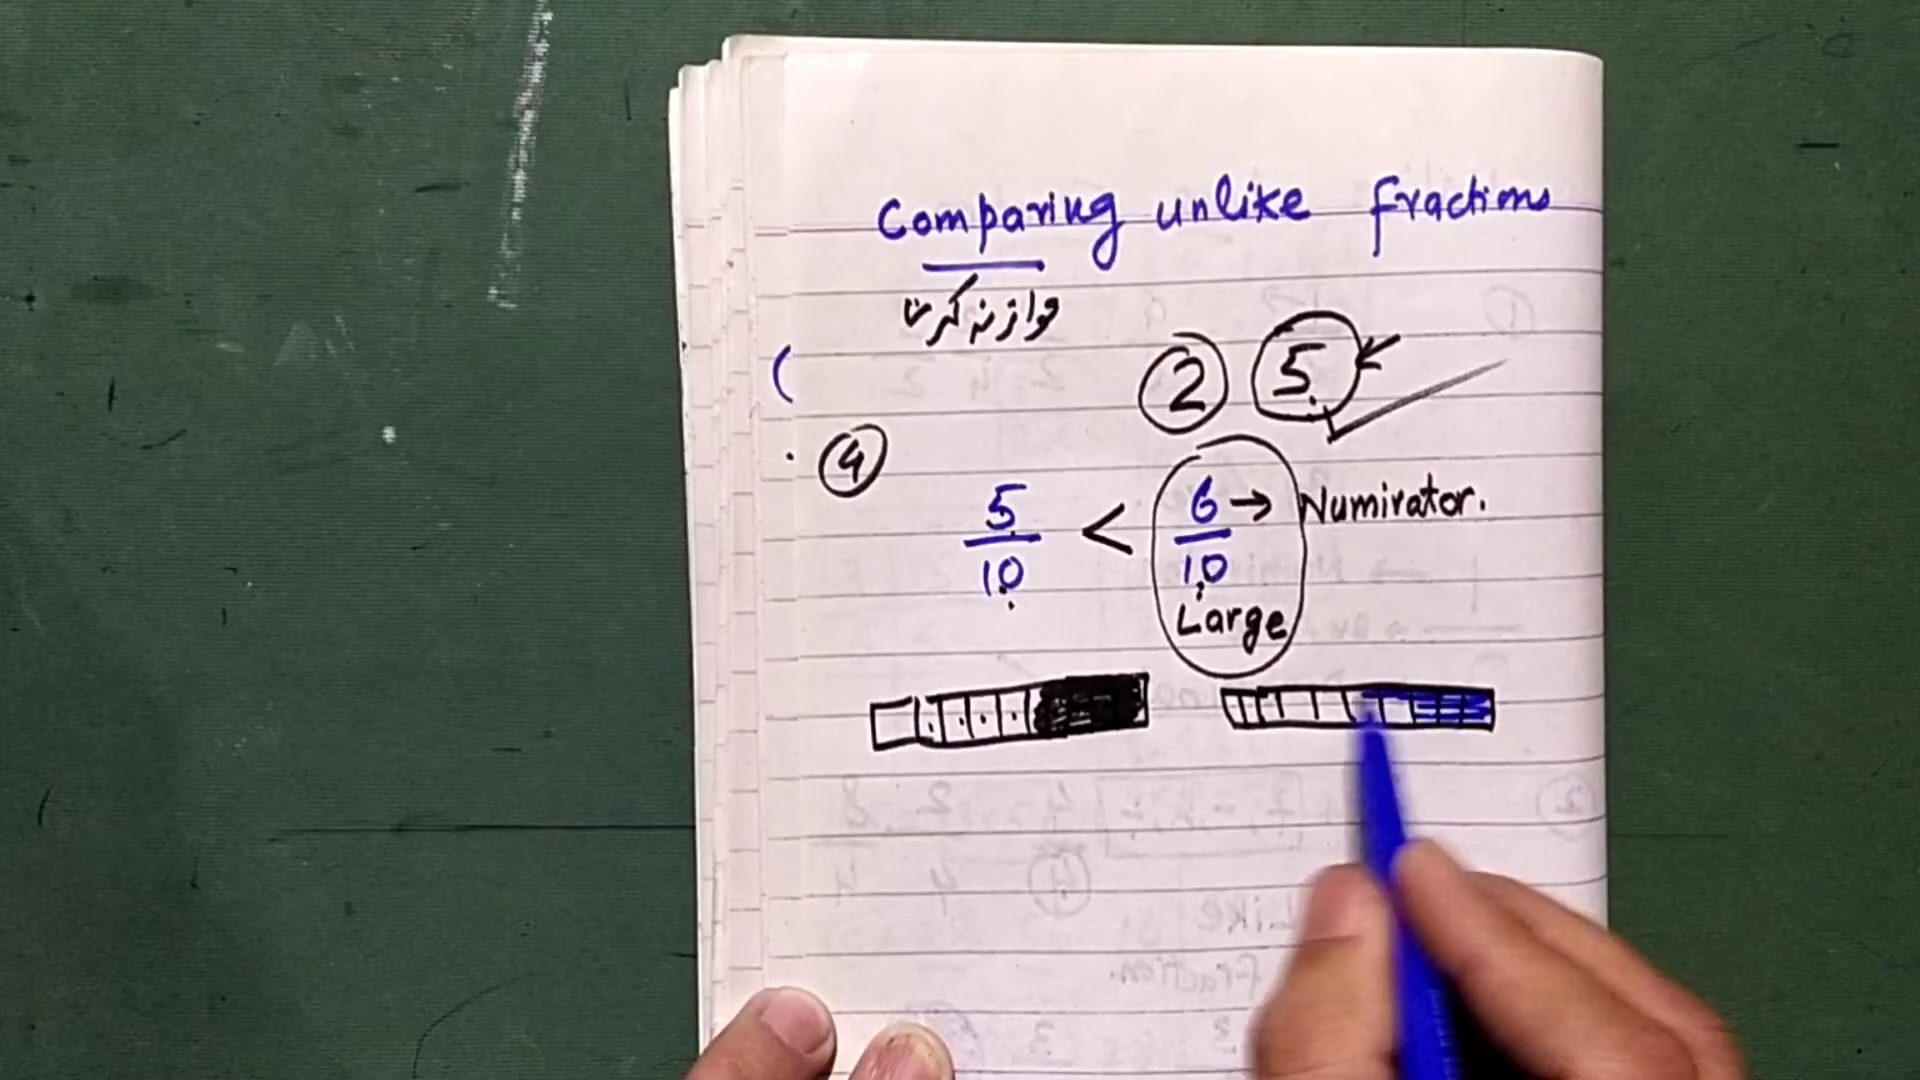 Comparing unlike fractions
موازنہ کرنا
( 2 5
4
5/10 < 6/10 → Numirator.
Large